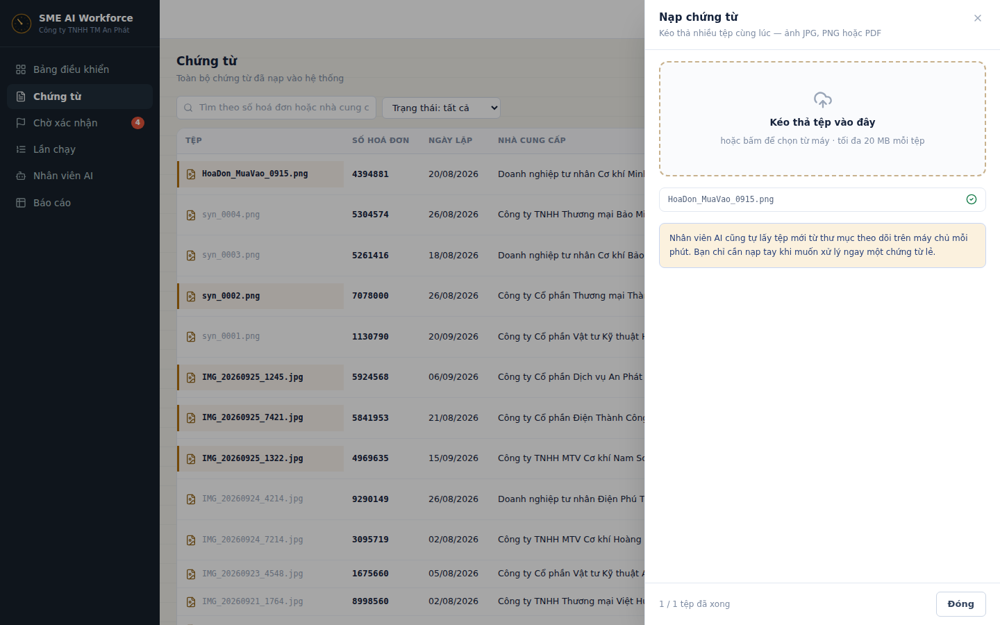 SME AI Workforce
Công ty TNHH TM An Phát
Bảng điều khiển
Chứng từ
Chờ xác nhận
4
Lần chạy
Nhân viên AI
Báo cáo
Chứng từ
Toàn bộ chứng từ đã nạp vào hệ thống
Tìm theo số hoá đơn hoặc nhà cung c
Trạng thái: tất cả
TỆP SỐ HOÁ ĐƠN NGÀY LẬP NHÀ CUNG CẤP
HoaDon_MuaVao_0915.png 4394881 20/08/2026 Doanh nghiệp tư nhân Cơ khí Minh
syn_0004.png 5304574 26/08/2026 Công ty TNHH Thương mại Bảo Mi
syn_0003.png 5261416 18/08/2026 Doanh nghiệp tư nhân Cơ khí Bảo
syn_0002.png 7078000 26/08/2026 Công ty Cổ phần Thương mại Thà
syn_0001.png 1130790 20/09/2026 Công ty Cổ phần Vật tư Kỹ thuật H
IMG_20260925_1245.jpg 5924568 06/09/2026 Công ty Cổ phần Dịch vụ An Phát
IMG_20260925_7421.jpg 5841953 21/08/2026 Công ty Cổ phần Điện Thành Công
IMG_20260925_1322.jpg 4969635 15/09/2026 Công ty TNHH MTV Cơ khí Nam Sơ
IMG_20260924_4214.jpg 9290149 26/08/2026 Doanh nghiệp tư nhân Điện Phú T
IMG_20260924_7214.jpg 3095719 02/08/2026 Công ty TNHH MTV Cơ khí Hoàng
IMG_20260923_4548.jpg 1675660 05/08/2026 Công ty Cổ phần Vật tư Kỹ thuật A
IMG_20260921_1764.jpg 8998560 02/08/2026 Công ty TNHH Thương mại Việt Hư
Nạp chứng từ
Kéo thả nhiều tệp cùng lúc — ảnh JPG, PNG hoặc PDF
Kéo thả tệp vào đây
hoặc bấm để chọn từ máy · tối đa 20 MB mỗi tệp
HoaDon_MuaVao_0915.png
Nhân viên AI cũng tự lấy tệp mới từ thư mục theo dõi trên máy chủ mỗi
phút. Bạn chỉ cần nạp tay khi muốn xử lý ngay một chứng từ lẻ.
1 / 1 tệp đã xong
Đóng